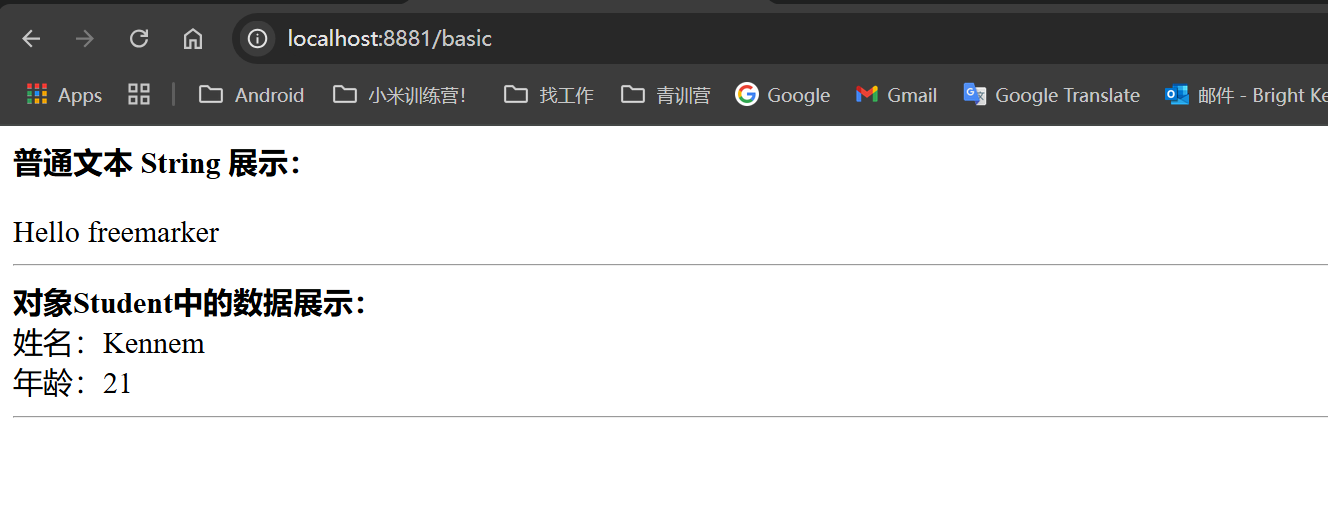 localhost:8881/basic
Apps Android 小米训练营！ 找工作 青训营 Google Gmail Google Translate 邮件 - Bright Ke
普通文本 String 展示：
Hello freemarker
对象Student中的数据展示：
姓名：Kennem
年龄：21